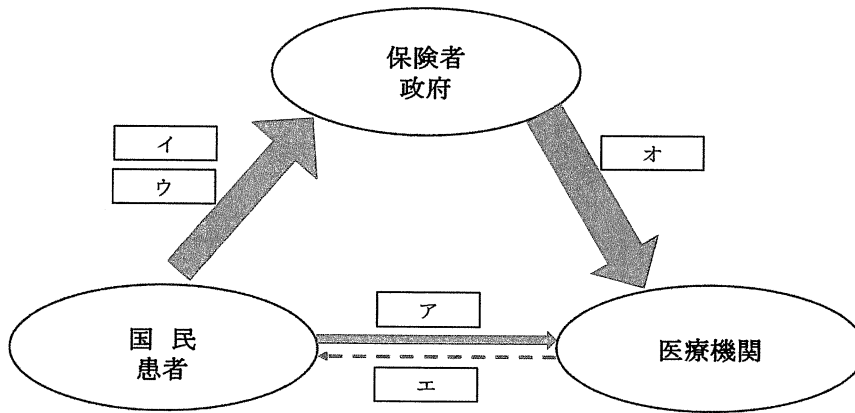 保険者
政府
イ
ウ
オ
ア
国 民
患者
医療機関
エ